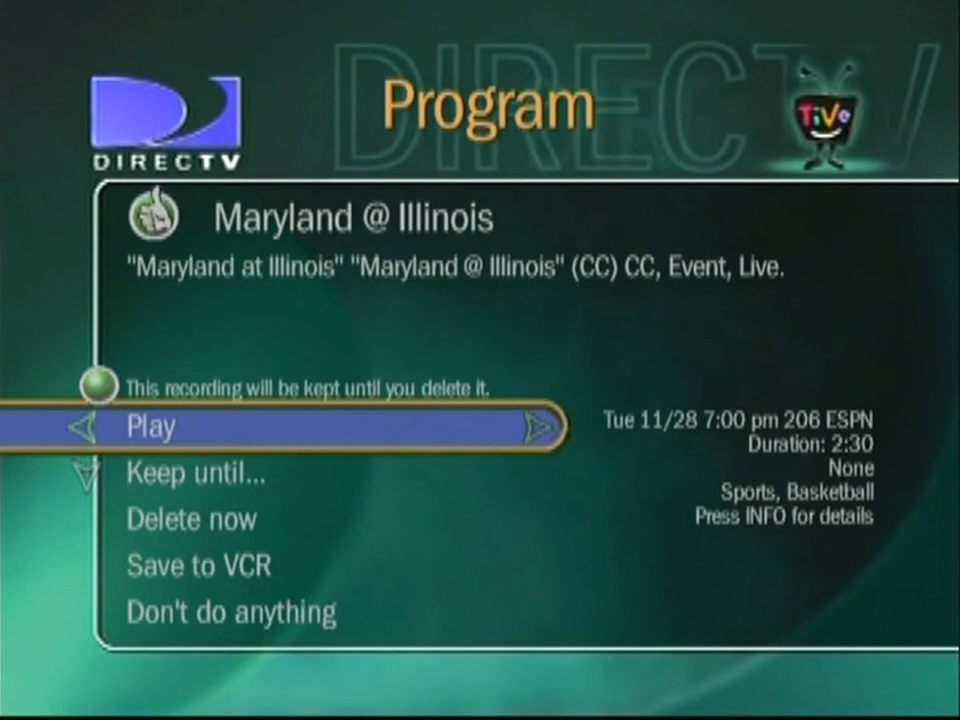 DIRECTV
DIRECTV
Program
TiVo
Maryland @ Illinois
"Maryland at Illinois" "Maryland @ Illinois" (CC) CC, Event, Live.
This recording will be kept until you delete it.
Play
Tue 11/28 7:00 pm 206 ESPN
Duration: 2:30
None
Sports, Basketball
Press INFO for details
Keep until...
Delete now
Save to VCR
Don't do anything